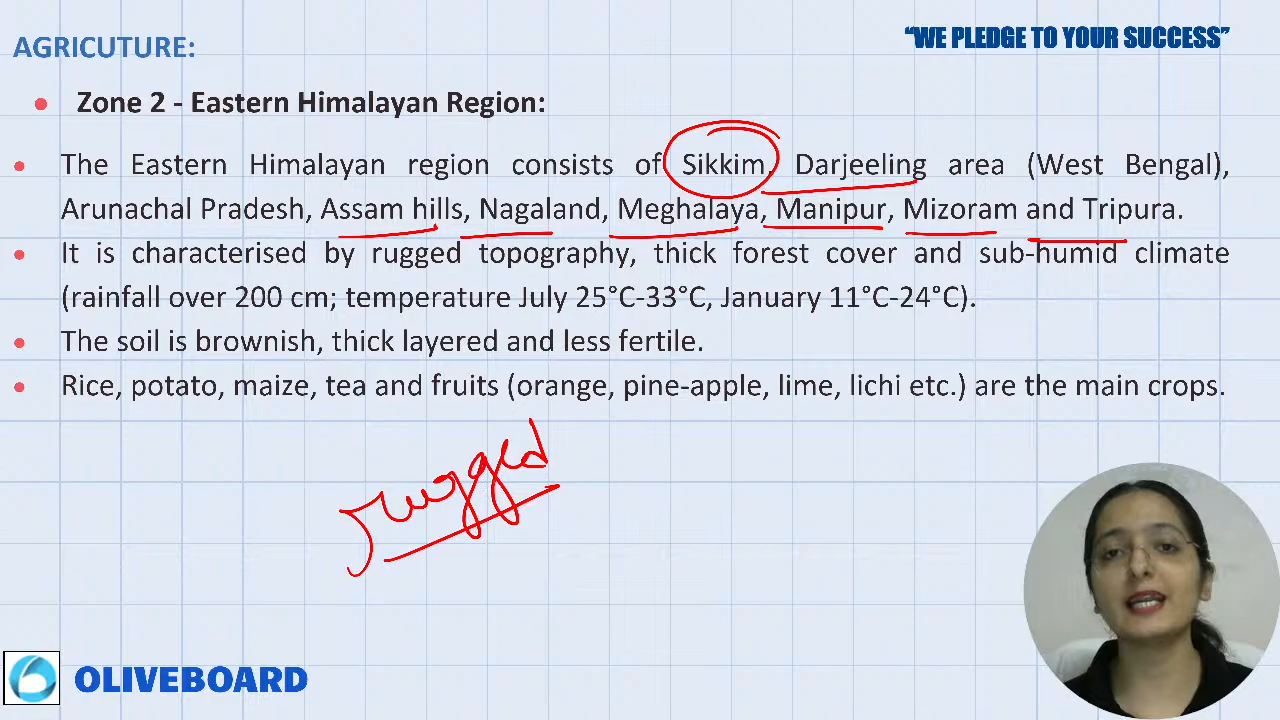 AGRICUTURE:
“WE PLEDGE TO YOUR SUCCESS”
Zone 2 - Eastern Himalayan Region:
The Eastern Himalayan region consists of Sikkim, Darjeeling area (West Bengal),
Arunachal Pradesh, Assam hills, Nagaland, Meghalaya, Manipur, Mizoram and Tripura.
It is characterised by rugged topography, thick forest cover and sub-humid climate
(rainfall over 200 cm; temperature July 25°C-33°C, January 11°C-24°C).
The soil is brownish, thick layered and less fertile.
Rice, potato, maize, tea and fruits (orange, pine-apple, lime, lichi etc.) are the main crops.
rugged
OLIVEBOARD